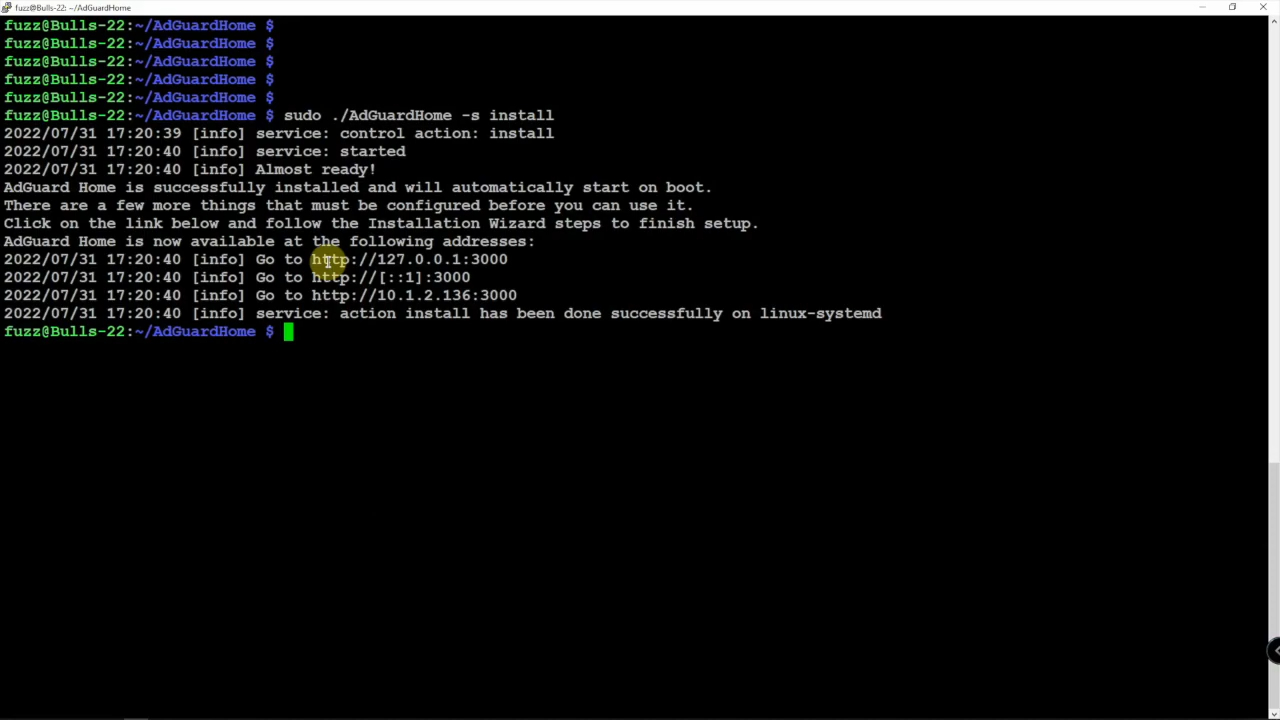 fuzz@Bulls-22: ~/AdGuardHome
fuzz@Bulls-22:~/AdGuardHome $
fuzz@Bulls-22:~/AdGuardHome $
fuzz@Bulls-22:~/AdGuardHome $
fuzz@Bulls-22:~/AdGuardHome $
fuzz@Bulls-22:~/AdGuardHome $
fuzz@Bulls-22:~/AdGuardHome $ sudo ./AdGuardHome -s install
2022/07/31 17:20:39 [info] service: control action: install
2022/07/31 17:20:40 [info] service: started
2022/07/31 17:20:40 [info] Almost ready!
AdGuard Home is successfully installed and will automatically start on boot.
There are a few more things that must be configured before you can use it.
Click on the link below and follow the Installation Wizard steps to finish setup.
AdGuard Home is now available at the following addresses:
2022/07/31 17:20:40 [info] Go to http://127.0.0.1:3000
2022/07/31 17:20:40 [info] Go to http://[::1]:3000
2022/07/31 17:20:40 [info] Go to http://10.1.2.136:3000
2022/07/31 17:20:40 [info] service: action install has been done successfully on linux-systemd
fuzz@Bulls-22:~/AdGuardHome $